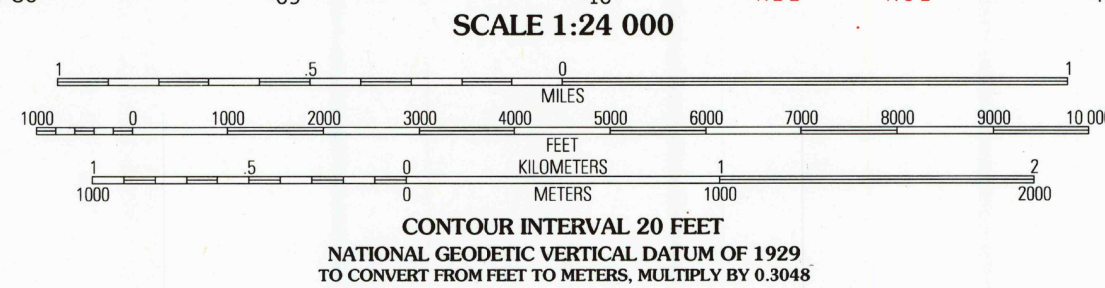 SCALE 1:24 000
1 .5 0 1
MILES
1000 0 1000 2000 3000 4000 5000 6000 7000 8000 9000 10 000
FEET
1 .5 0 KILOMETERS 1 2
1000 0 METERS 1000 2000
CONTOUR INTERVAL 20 FEET
NATIONAL GEODETIC VERTICAL DATUM OF 1929
TO CONVERT FROM FEET TO METERS, MULTIPLY BY 0.3048